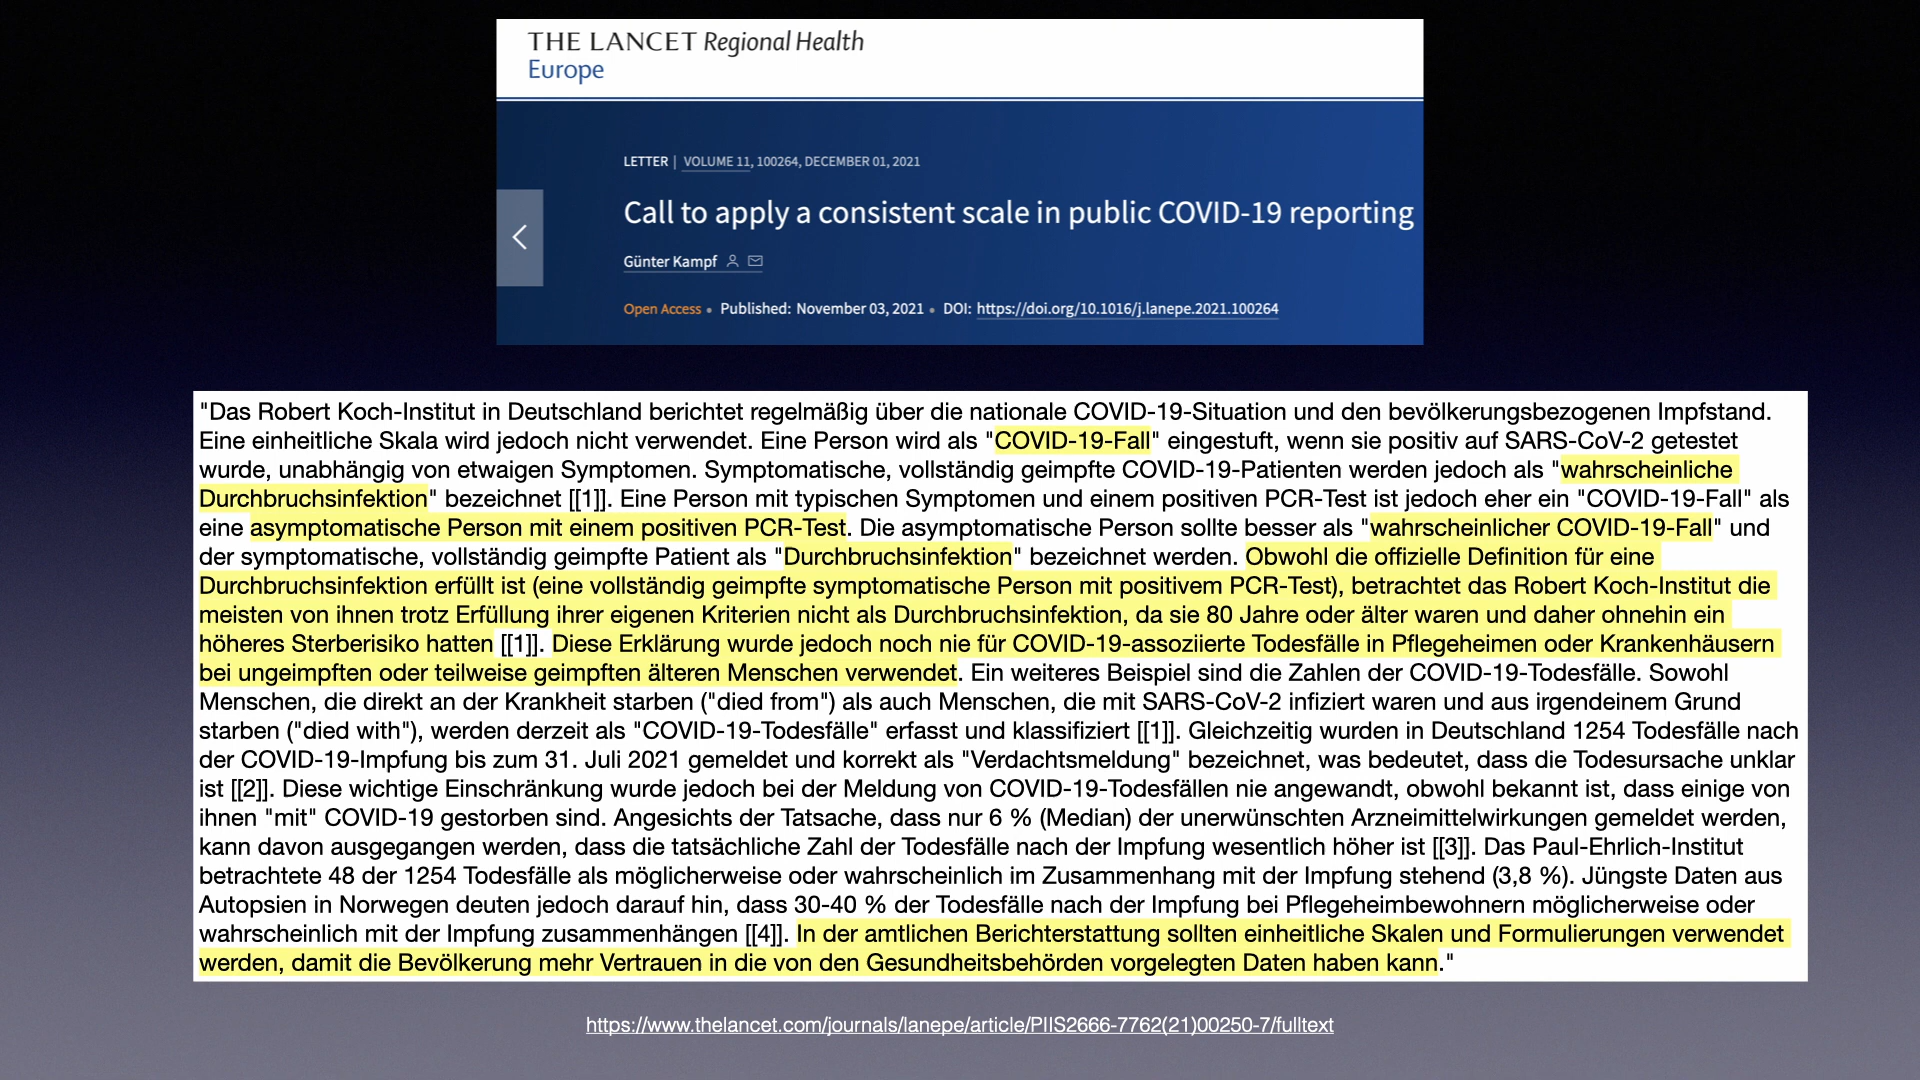 THE LANCET Regional Health
Europe
LETTER | VOLUME 11, 100264, DECEMBER 01, 2021
Call to apply a consistent scale in public COVID-19 reporting
Günter Kampf
Open Access • Published: November 03, 2021 • DOI: https://doi.org/10.1016/j.lanepe.2021.100264
"Das Robert Koch-Institut in Deutschland berichtet regelmäßig über die nationale COVID-19-Situation und den bevölkerungsbezogenen Impfstand.
Eine einheitliche Skala wird jedoch nicht verwendet. Eine Person wird als "COVID-19-Fall" eingestuft, wenn sie positiv auf SARS-CoV-2 getestet
wurde, unabhängig von etwaigen Symptomen. Symptomatische, vollständig geimpfte COVID-19-Patienten werden jedoch als "wahrscheinliche
Durchbruchsinfektion" bezeichnet [[1]]. Eine Person mit typischen Symptomen und einem positiven PCR-Test ist jedoch eher ein "COVID-19-Fall" als
eine asymptomatische Person mit einem positiven PCR-Test. Die asymptomatische Person sollte besser als "wahrscheinlicher COVID-19-Fall" und
der symptomatische, vollständig geimpfte Patient als "Durchbruchsinfektion" bezeichnet werden. Obwohl die offizielle Definition für eine
Durchbruchsinfektion erfüllt ist (eine vollständig geimpfte symptomatische Person mit positivem PCR-Test), betrachtet das Robert Koch-Institut die
meisten von ihnen trotz Erfüllung ihrer eigenen Kriterien nicht als Durchbruchsinfektion, da sie 80 Jahre oder älter waren und daher ohnehin ein
höheres Sterberisiko hatten [[1]]. Diese Erklärung wurde jedoch noch nie für COVID-19-assoziierte Todesfälle in Pflegeheimen oder Krankenhäusern
bei ungeimpften oder teilweise geimpften älteren Menschen verwendet. Ein weiteres Beispiel sind die Zahlen der COVID-19-Todesfälle. Sowohl
Menschen, die direkt an der Krankheit starben ("died from") als auch Menschen, die mit SARS-CoV-2 infiziert waren und aus irgendeinem Grund
starben ("died with"), werden derzeit als "COVID-19-Todesfälle" erfasst und klassifiziert [[1]]. Gleichzeitig wurden in Deutschland 1254 Todesfälle nach
der COVID-19-Impfung bis zum 31. Juli 2021 gemeldet und korrekt als "Verdachtsmeldung" bezeichnet, was bedeutet, dass die Todesursache unklar
ist [[2]]. Diese wichtige Einschränkung wurde jedoch bei der Meldung von COVID-19-Todesfällen nie angewandt, obwohl bekannt ist, dass einige von
ihnen "mit" COVID-19 gestorben sind. Angesichts der Tatsache, dass nur 6 % (Median) der unerwünschten Arzneimittelwirkungen gemeldet werden,
kann davon ausgegangen werden, dass die tatsächliche Zahl der Todesfälle nach der Impfung wesentlich höher ist [[3]]. Das Paul-Ehrlich-Institut
betrachtete 48 der 1254 Todesfälle als möglicherweise oder wahrscheinlich im Zusammenhang mit der Impfung stehend (3,8 %). Jüngste Daten aus
Autopsien in Norwegen deuten jedoch darauf hin, dass 30-40 % der Todesfälle nach der Impfung bei Pflegeheimbewohnern möglicherweise oder
wahrscheinlich mit der Impfung zusammenhängen [[4]]. In der amtlichen Berichterstattung sollten einheitliche Skalen und Formulierungen verwendet
werden, damit die Bevölkerung mehr Vertrauen in die von den Gesundheitsbehörden vorgelegten Daten haben kann."
https://www.thelancet.com/journals/lanepe/article/PIIS2666-7762(21)00250-7/fulltext